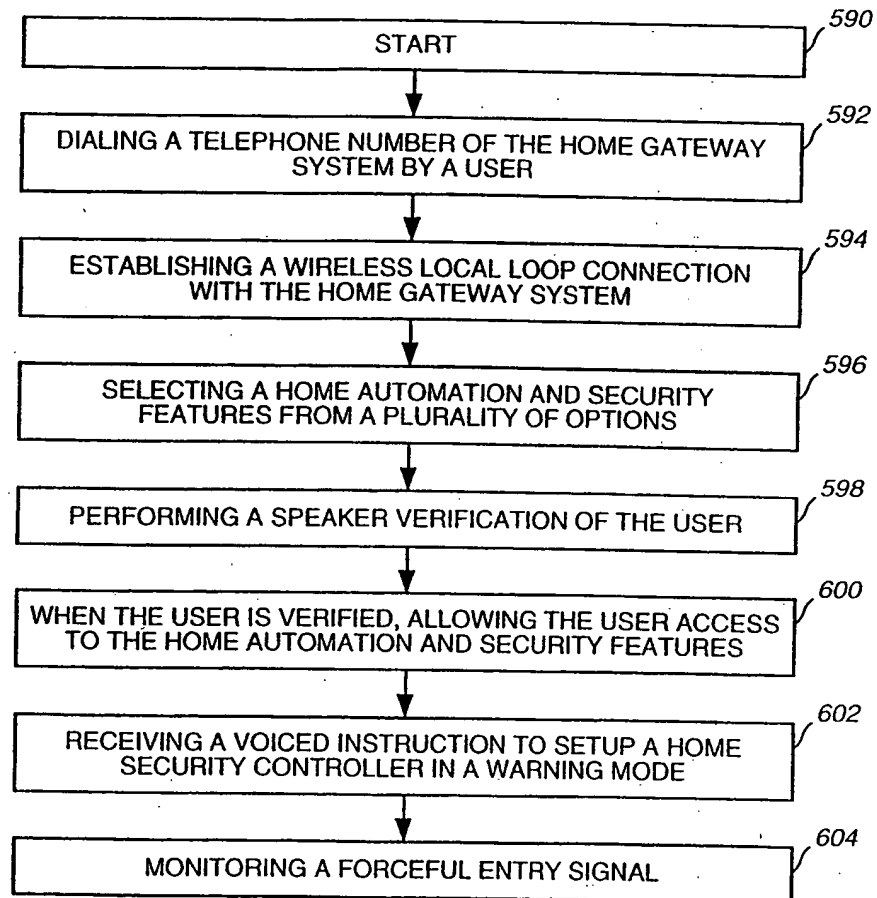 590
START
592
DIALING A TELEPHONE NUMBER OF THE HOME GATEWAY
SYSTEM BY A USER
594
ESTABLISHING A WIRELESS LOCAL LOOP CONNECTION
WITH THE HOME GATEWAY SYSTEM
596
SELECTING A HOME AUTOMATION AND SECURITY
FEATURES FROM A PLURALITY OF OPTIONS
598
PERFORMING A SPEAKER VERIFICATION OF THE USER
600
WHEN THE USER IS VERIFIED, ALLOWING THE USER ACCESS
TO THE HOME AUTOMATION AND SECURITY FEATURES
602
RECEIVING A VOICED INSTRUCTION TO SETUP A HOME
SECURITY CONTROLLER IN A WARNING MODE
604
MONITORING A FORCEFUL ENTRY SIGNAL